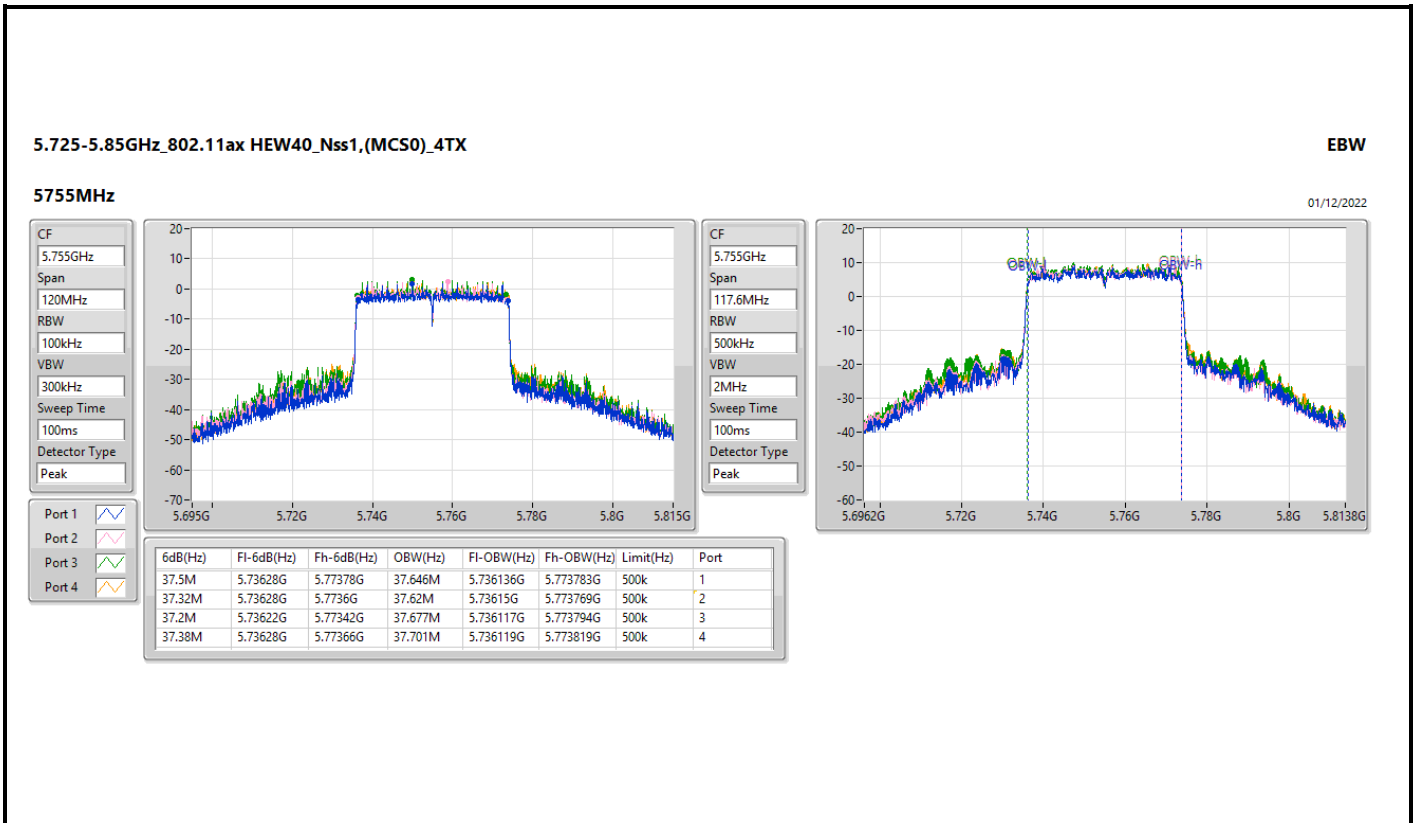 5.725-5.85GHz_802.11ax HEW40_Nss1,(MCS0)_4TX
EBW
5755MHz
01/12/2022
CF
5.755GHz
Span
120MHz
RBW
100kHz
VBW
300kHz
Sweep Time
100ms
Detector Type
Peak
20
10
0
-10
-20
-30
-40
-50
-60
-70
5.695G 5.72G 5.74G 5.76G 5.78G 5.8G 5.815G
CF
5.755GHz
Span
117.6MHz
RBW
500kHz
VBW
2MHz
Sweep Time
100ms
Detector Type
Peak
20
10
0
-10
-20
-30
-40
-50
-60
OBW-l OBW-h
5.6962G 5.72G 5.74G 5.76G 5.78G 5.8G 5.8138G
Port 1
Port 2
Port 3
Port 4
6dB(Hz) Fl-6dB(Hz) Fh-6dB(Hz) OBW(Hz) Fl-OBW(Hz) Fh-OBW(Hz) Limit(Hz) Port
37.5M 5.73628G 5.77378G 37.646M 5.736136G 5.773783G 500k 1
37.32M 5.73628G 5.7736G 37.62M 5.73615G 5.773769G 500k 2
37.2M 5.73622G 5.77342G 37.677M 5.736117G 5.773794G 500k 3
37.38M 5.73628G 5.77366G 37.701M 5.736119G 5.773819G 500k 4